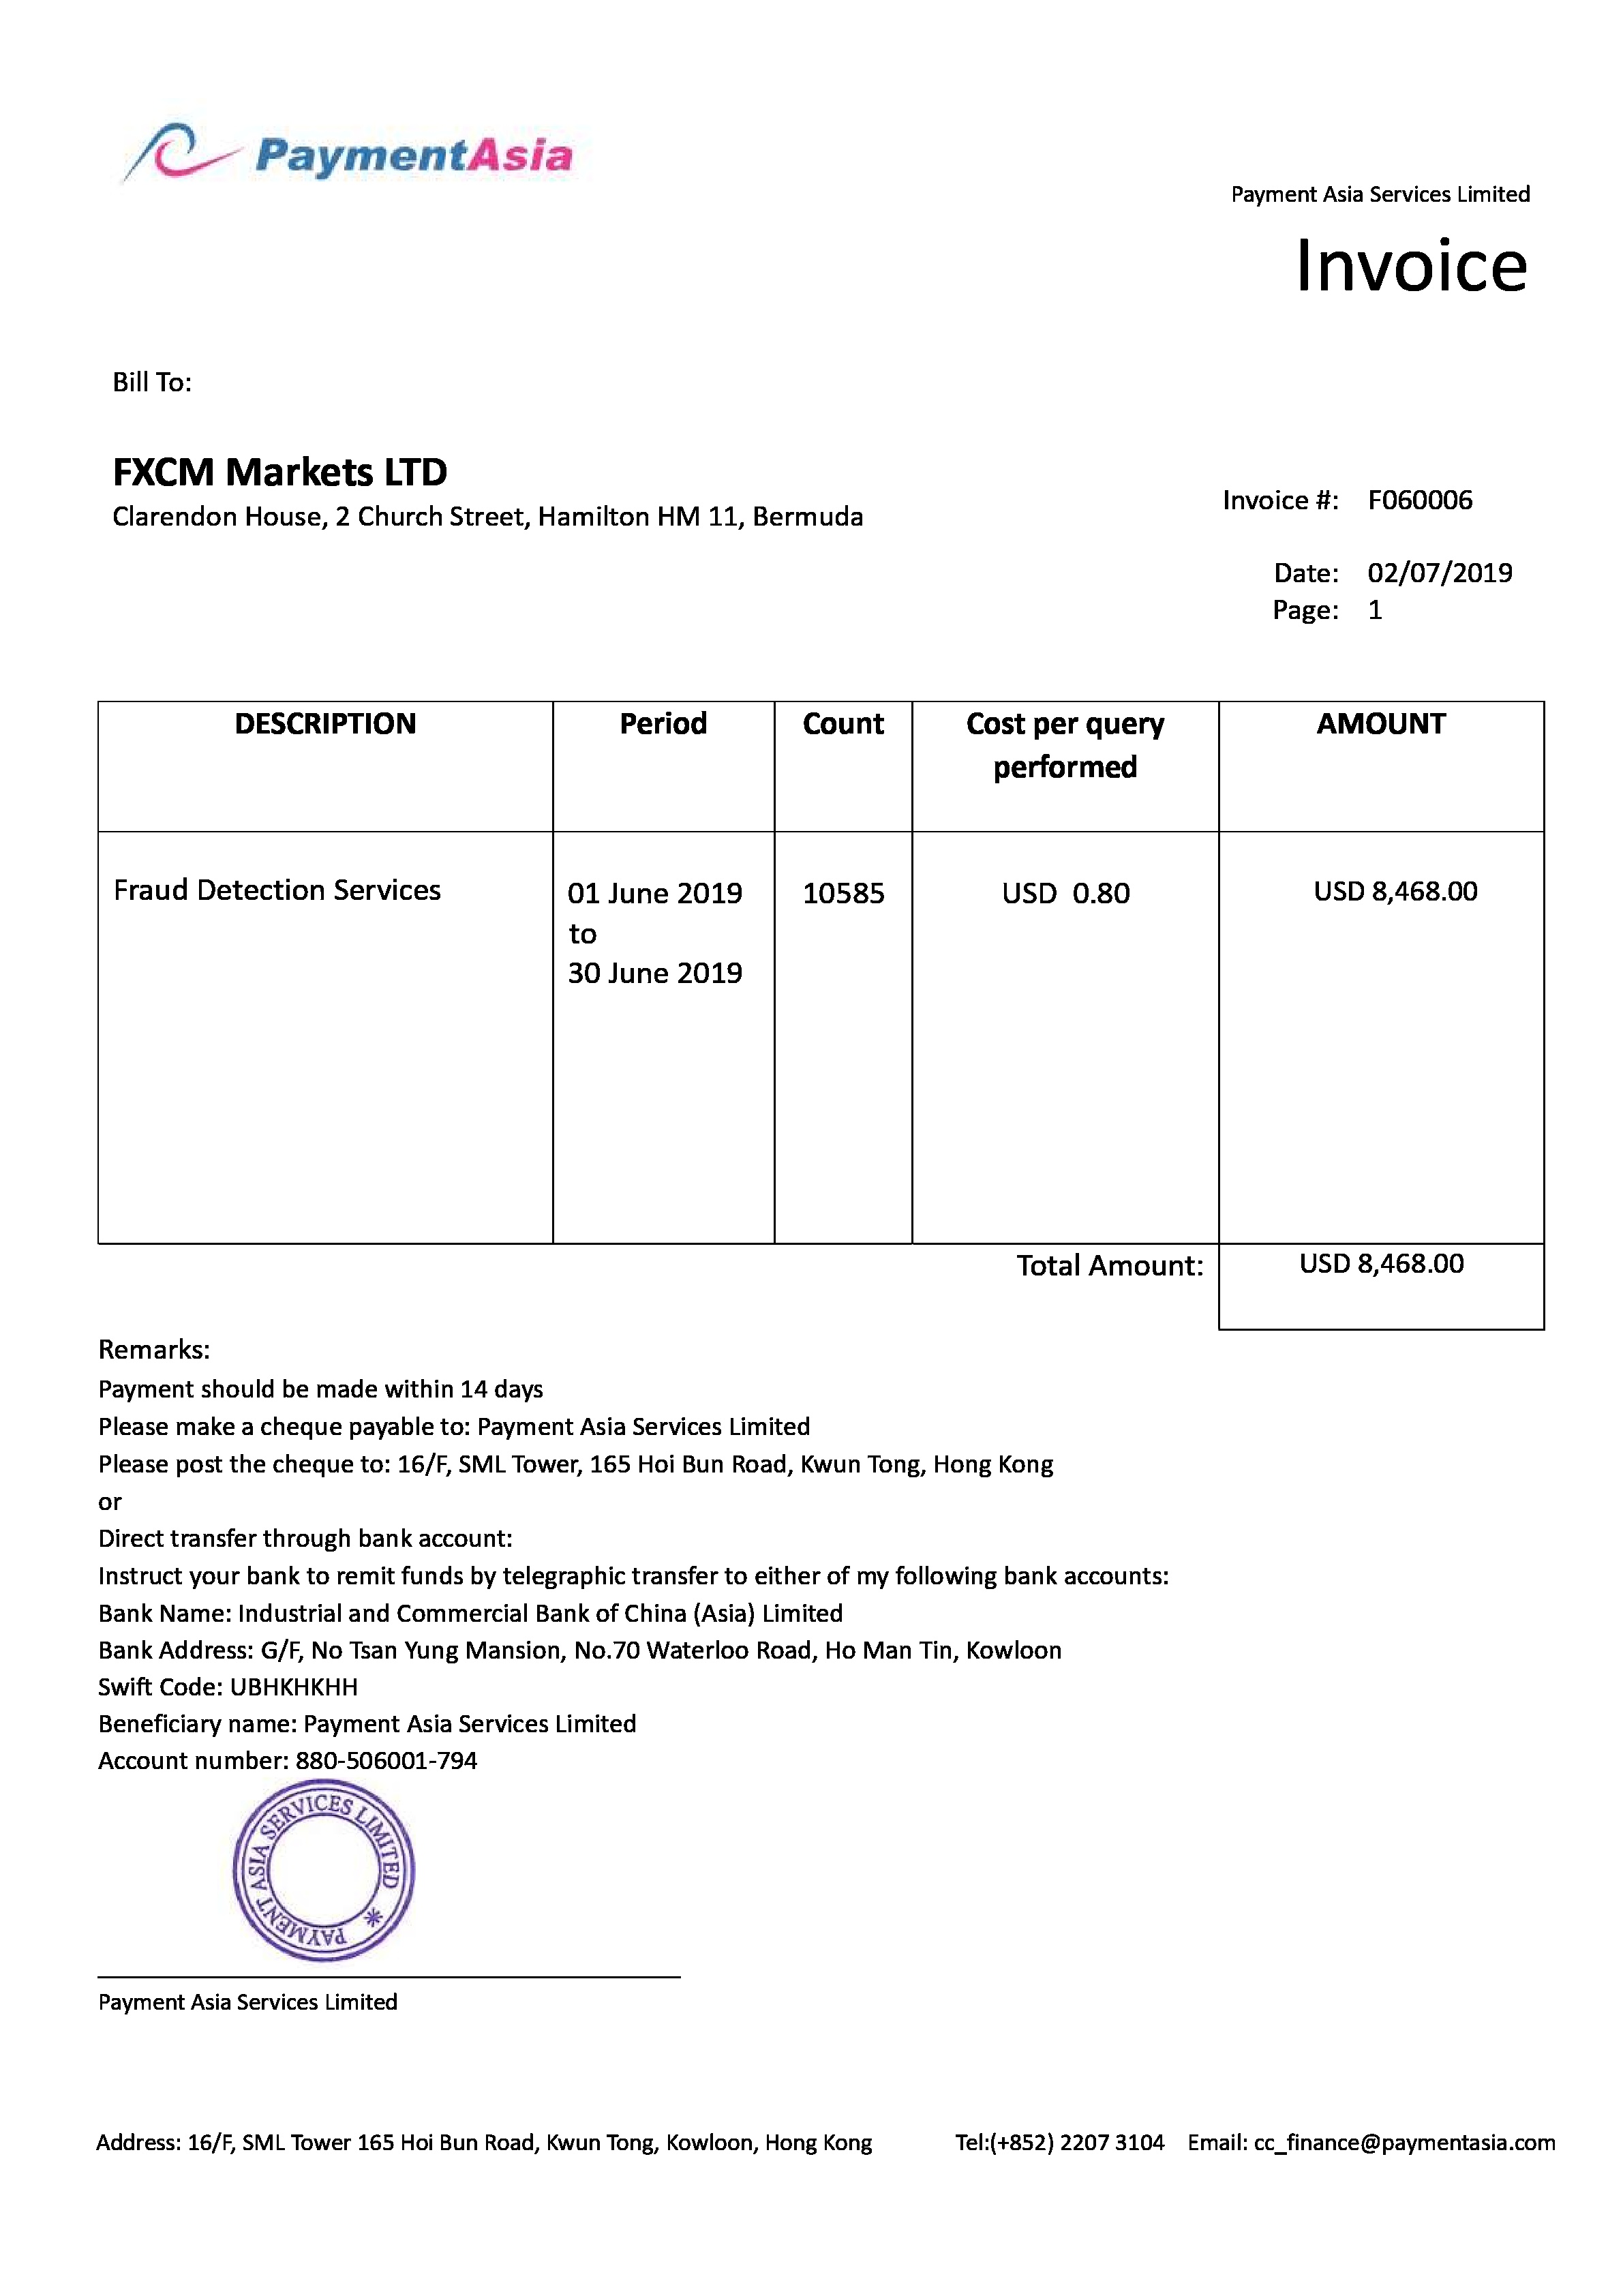 PaymentAsia
Payment Asia Services Limited
Invoice
Bill To:
FXCM Markets LTD
Clarendon House, 2 Church Street, Hamilton HM 11, Bermuda
Invoice #: F060006
Date: 02/07/2019
Page: 1
DESCRIPTION Period Count Cost per query AMOUNT
performed
Fraud Detection Services 01 June 2019 10585 USD 0.80 USD 8,468.00
to
30 June 2019
Total Amount: USD 8,468.00
Remarks:
Payment should be made within 14 days
Please make a cheque payable to: Payment Asia Services Limited
Please post the cheque to: 16/F, SML Tower, 165 Hoi Bun Road, Kwun Tong, Hong Kong
or
Direct transfer through bank account:
Instruct your bank to remit funds by telegraphic transfer to either of my following bank accounts:
Bank Name: Industrial and Commercial Bank of China (Asia) Limited
Bank Address: G/F, No Tsan Yung Mansion, No.70 Waterloo Road, Ho Man Tin, Kowloon
Swift Code: UBHKHKHH
Beneficiary name: Payment Asia Services Limited
Account number: 880-506001-794
PAYMENT ASIA SERVICES LIMITED *
Payment Asia Services Limited
Address: 16/F, SML Tower 165 Hoi Bun Road, Kwun Tong, Kowloon, Hong Kong Tel:(+852) 2207 3104 Email: cc_finance@paymentasia.com